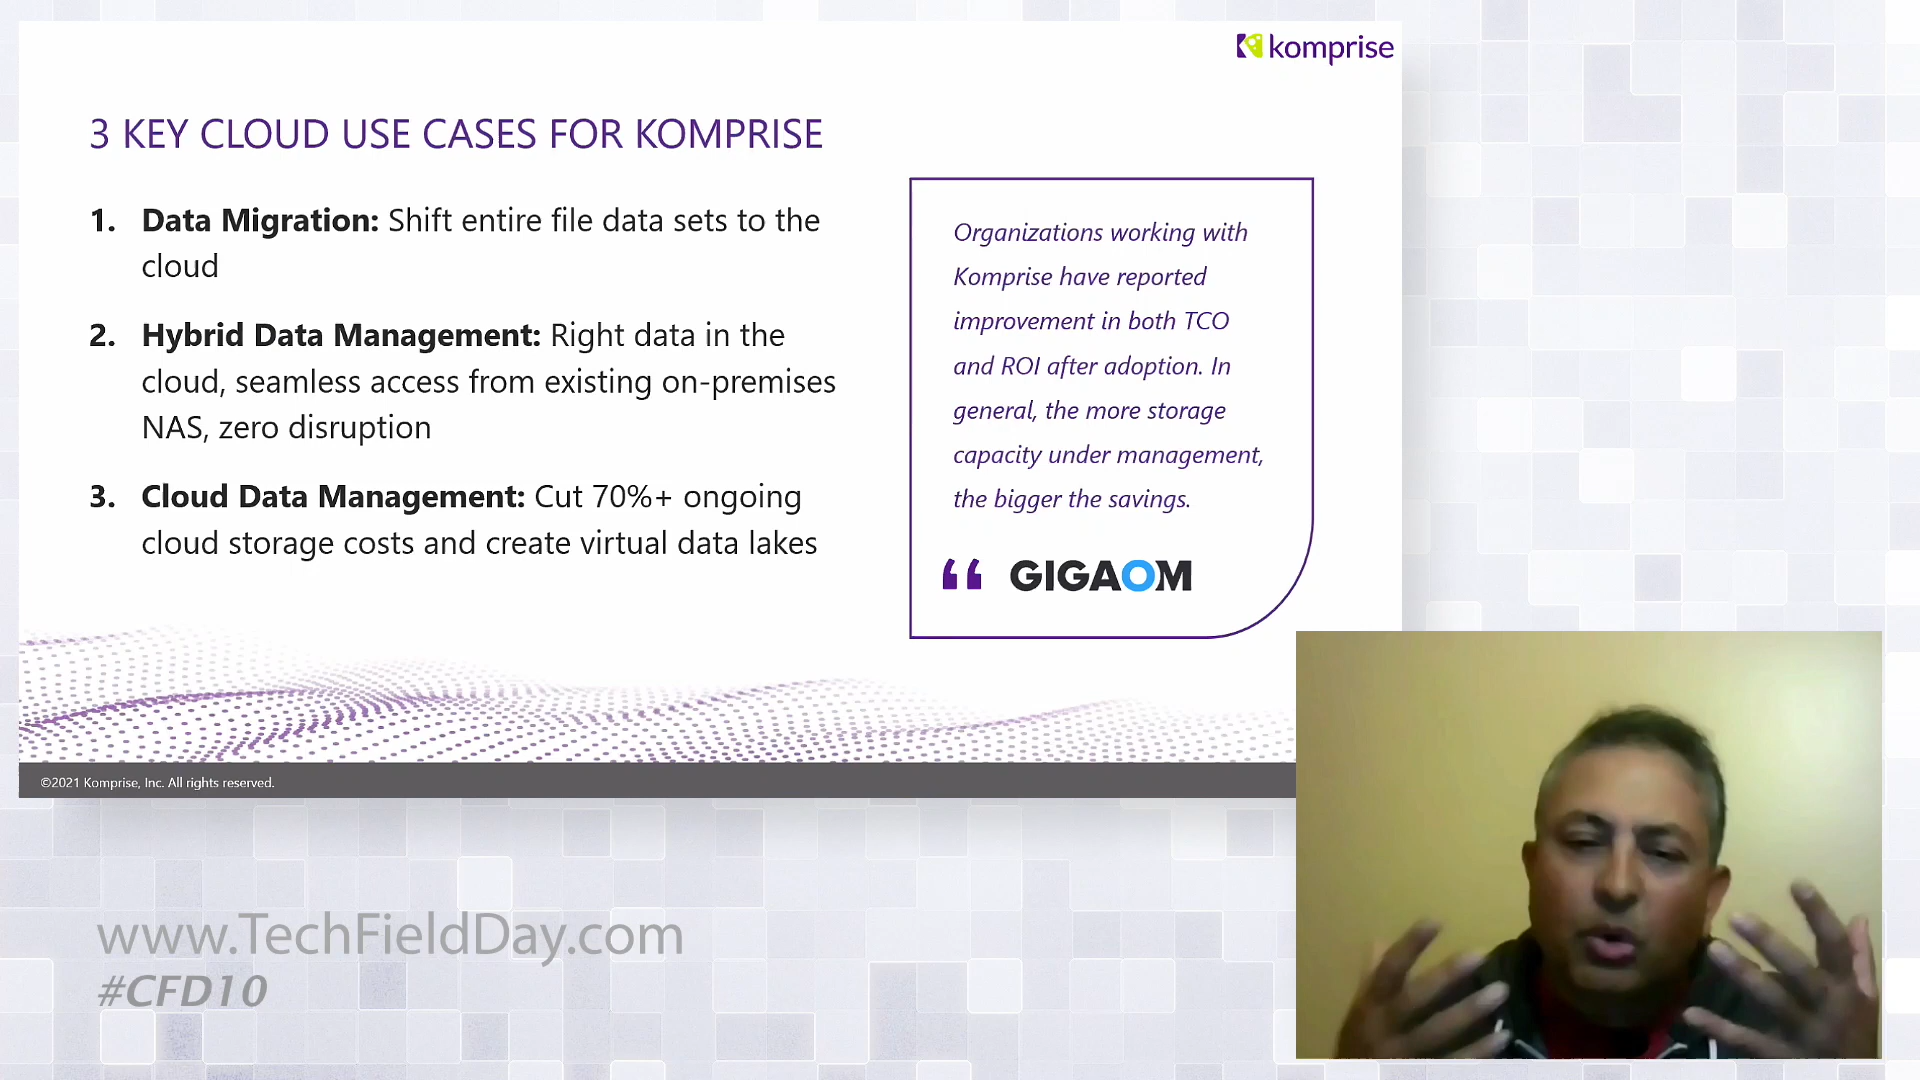 komprise
3 KEY CLOUD USE CASES FOR KOMPRISE
1. Data Migration: Shift entire file data sets to the
cloud
2. Hybrid Data Management: Right data in the
cloud, seamless access from existing on-premises
NAS, zero disruption
3. Cloud Data Management: Cut 70%+ ongoing
cloud storage costs and create virtual data lakes
Organizations working with
Komprise have reported
improvement in both TCO
and ROI after adoption. In
general, the more storage
capacity under management,
the bigger the savings.
“ GIGAOM
©2021 Komprise, Inc. All rights reserved.
www.TechFieldDay.com
#CFD10